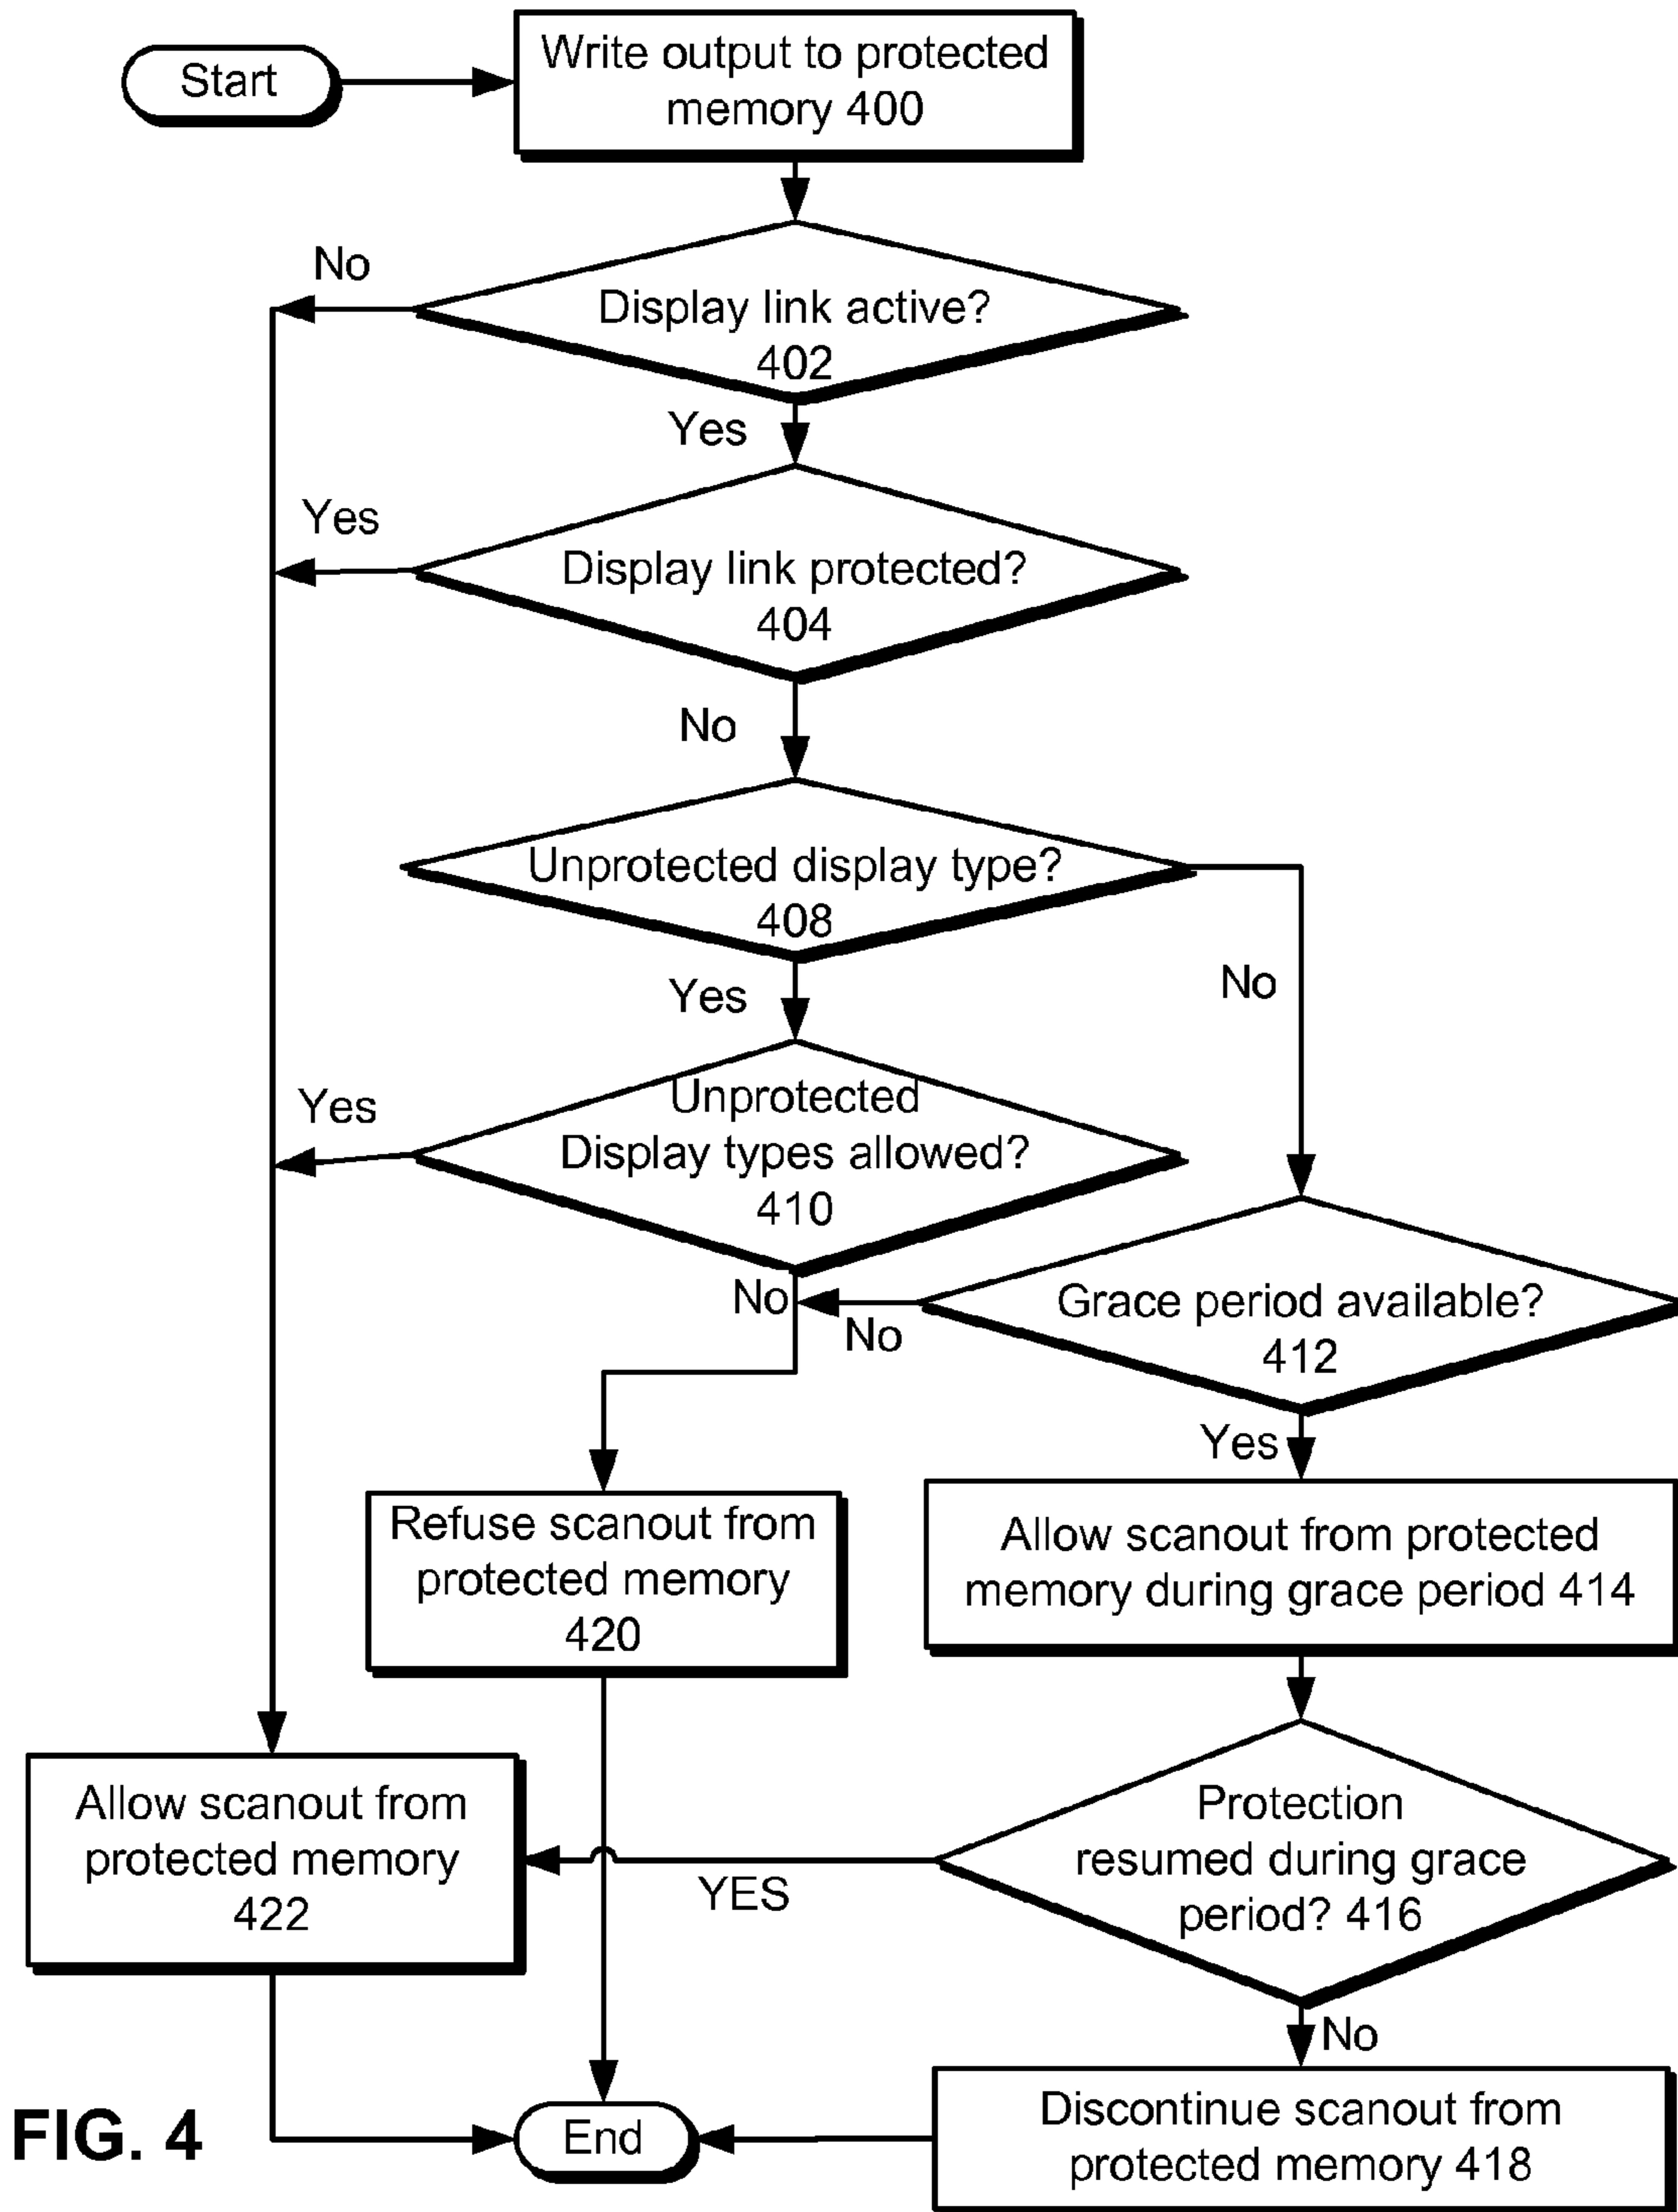 Start
Write output to protected
memory 400
No
Display link active?
402
Yes
Yes
Display link protected?
404
No
Unprotected display type?
408
Yes
No
Yes
Unprotected
Display types allowed?
410
No
No
Grace period available?
412
Yes
Refuse scanout from
protected memory
420
Allow scanout from protected
memory during grace period 414
Allow scanout from
protected memory
422
YES
Protection
resumed during grace
period? 416
No
FIG. 4
End
Discontinue scanout from
protected memory 418